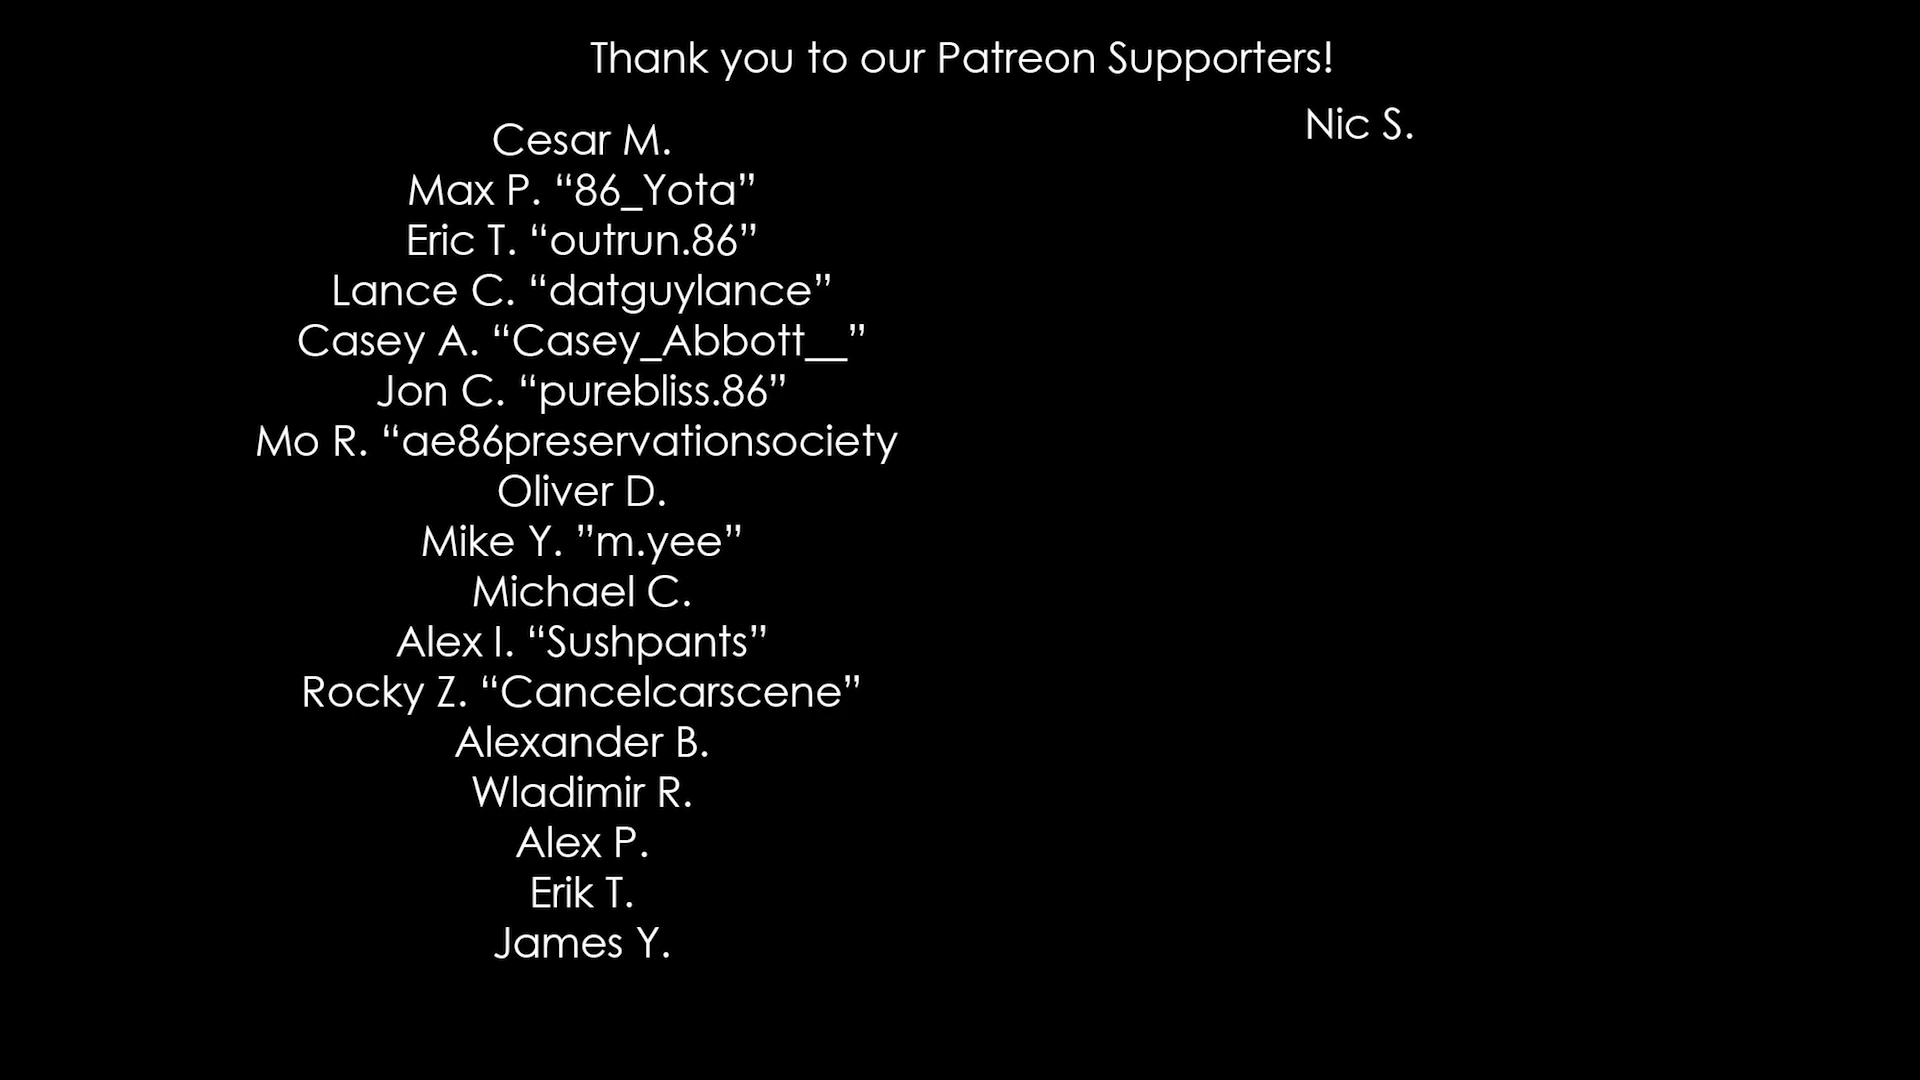 Thank you to our Patreon Supporters!
Cesar M.
Max P. “86_Yota”
Eric T. “outrun.86”
Lance C. “datguylance”
Casey A. “Casey_Abbott__”
Jon C. “purebliss.86”
Mo R. “ae86preservationsociety
Oliver D.
Mike Y. ”m.yee”
Michael C.
Alex I. “Sushpants”
Rocky Z. “Cancelcarscene”
Alexander B.
Wladimir R.
Alex P.
Erik T.
James Y.
Nic S.